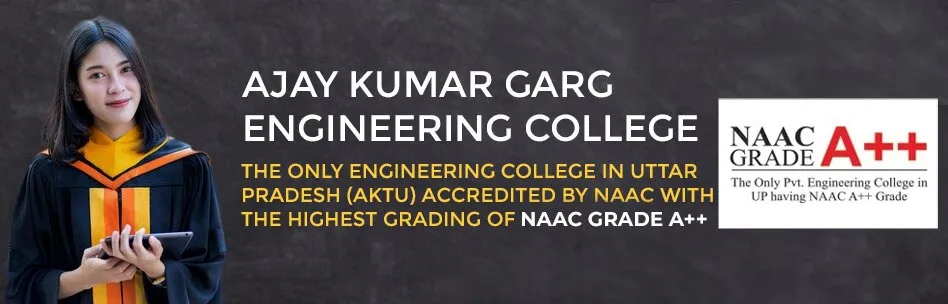 AJAY KUMAR GARG
ENGINEERING COLLEGE
THE ONLY ENGINEERING COLLEGE IN UTTAR
PRADESH (AKTU) ACCREDITED BY NAAC WITH
THE HIGHEST GRADING OF NAAC GRADE A++
NAAC
GRADE A++
The Only Pvt. Engineering College in
UP having NAAC A++ Grade